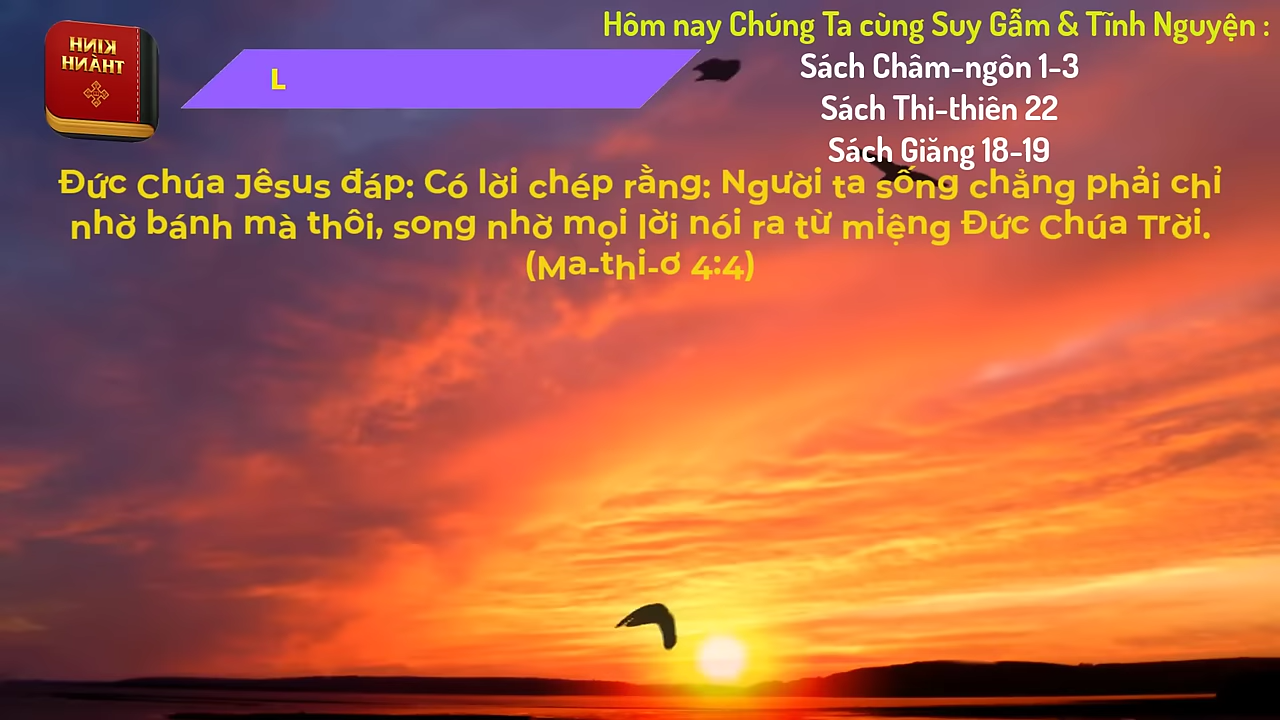 Hôm nay Chúng Ta cùng Suy Gẫm & Tĩnh Nguyện :
KINH
THÁNH
L
Sách Châm-ngôn 1-3
Sách Thi-thiên 22
Sách Giăng 18-19
Đức Chúa Jêsus đáp: Có lời chép rằng: Người ta sống chẳng phải chỉ
nhờ bánh mà thôi, song nhờ mọi lời nói ra từ miệng Đức Chúa Trời.
(Ma-thi-ơ 4:4)